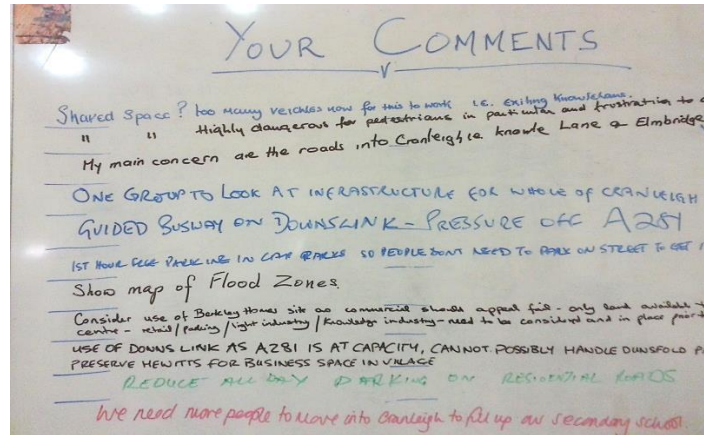 YOUR COMMENTS
Shared Space? too many veichles now for this to work i.e. exiting Knowle Lane.
" " Highly dangerous for pedestrians in particular and frustration to
My main concern are the roads into Cranleigh ie. Knowle Lane & Elmbridge
ONE GROUP TO LOOK AT INFRASTRUCTURE FOR WHOLE OF CRANLEIGH
GUIDED BUSWAY ON DOWNSLINK - PRESSURE OFF A281
1ST HOUR FREE PARKING IN CAR PARKS SO PEOPLE DONT NEED TO PARK ON STREET TO GET
Show map of Flood Zones.
Consider use of Berkley Homes site as commercial should appeal fail - only land available
centre - retail/parking/light industry/Knowledge industry - need to be considered and in place prior
USE OF DOWNS LINK AS A281 IS AT CAPACITY, CANNOT POSSIBLY HANDLE DUNSFOLD
PRESERVE HEWITTS FOR BUSINESS SPACE IN VILLAGE
REDUCE ALL DAY PARKING ON RESIDENTIAL ROADS
We need more people to move into Cranleigh to fill up our secondary school.